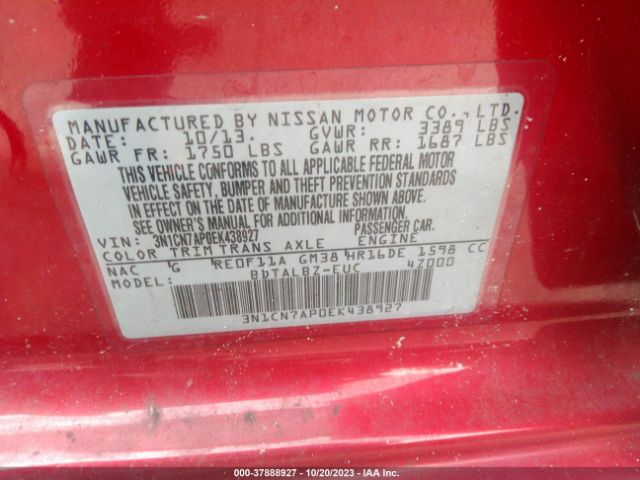 MANUFACTURED BY NISSAN MOTOR CO., LTD.
DATE: 10/13. GVWR: 3389 LBS
GAWR FR: 1750 LBS GAWR RR: 1687 LBS
THIS VEHICLE CONFORMS TO ALL APPLICABLE FEDERAL MOTOR
VEHICLE SAFETY, BUMPER AND THEFT PREVENTION STANDARDS
IN EFFECT ON THE DATE OF MANUFACTURE SHOWN ABOVE.
SEE OWNER'S MANUAL FOR ADDITIONAL INFORMATION.
VIN: 3N1CN7AP0EK438927 PASSENGER CAR.
COLOR TRIM TRANS AXLE ENGINE
NAC G RE0F11A GM38 HR16DE 1598 CC
MODEL: BDTALBZ-EUC 4Z000
3N1CN7AP0EK438927
000-37888927 - 10/20/2023 - IAA Inc.